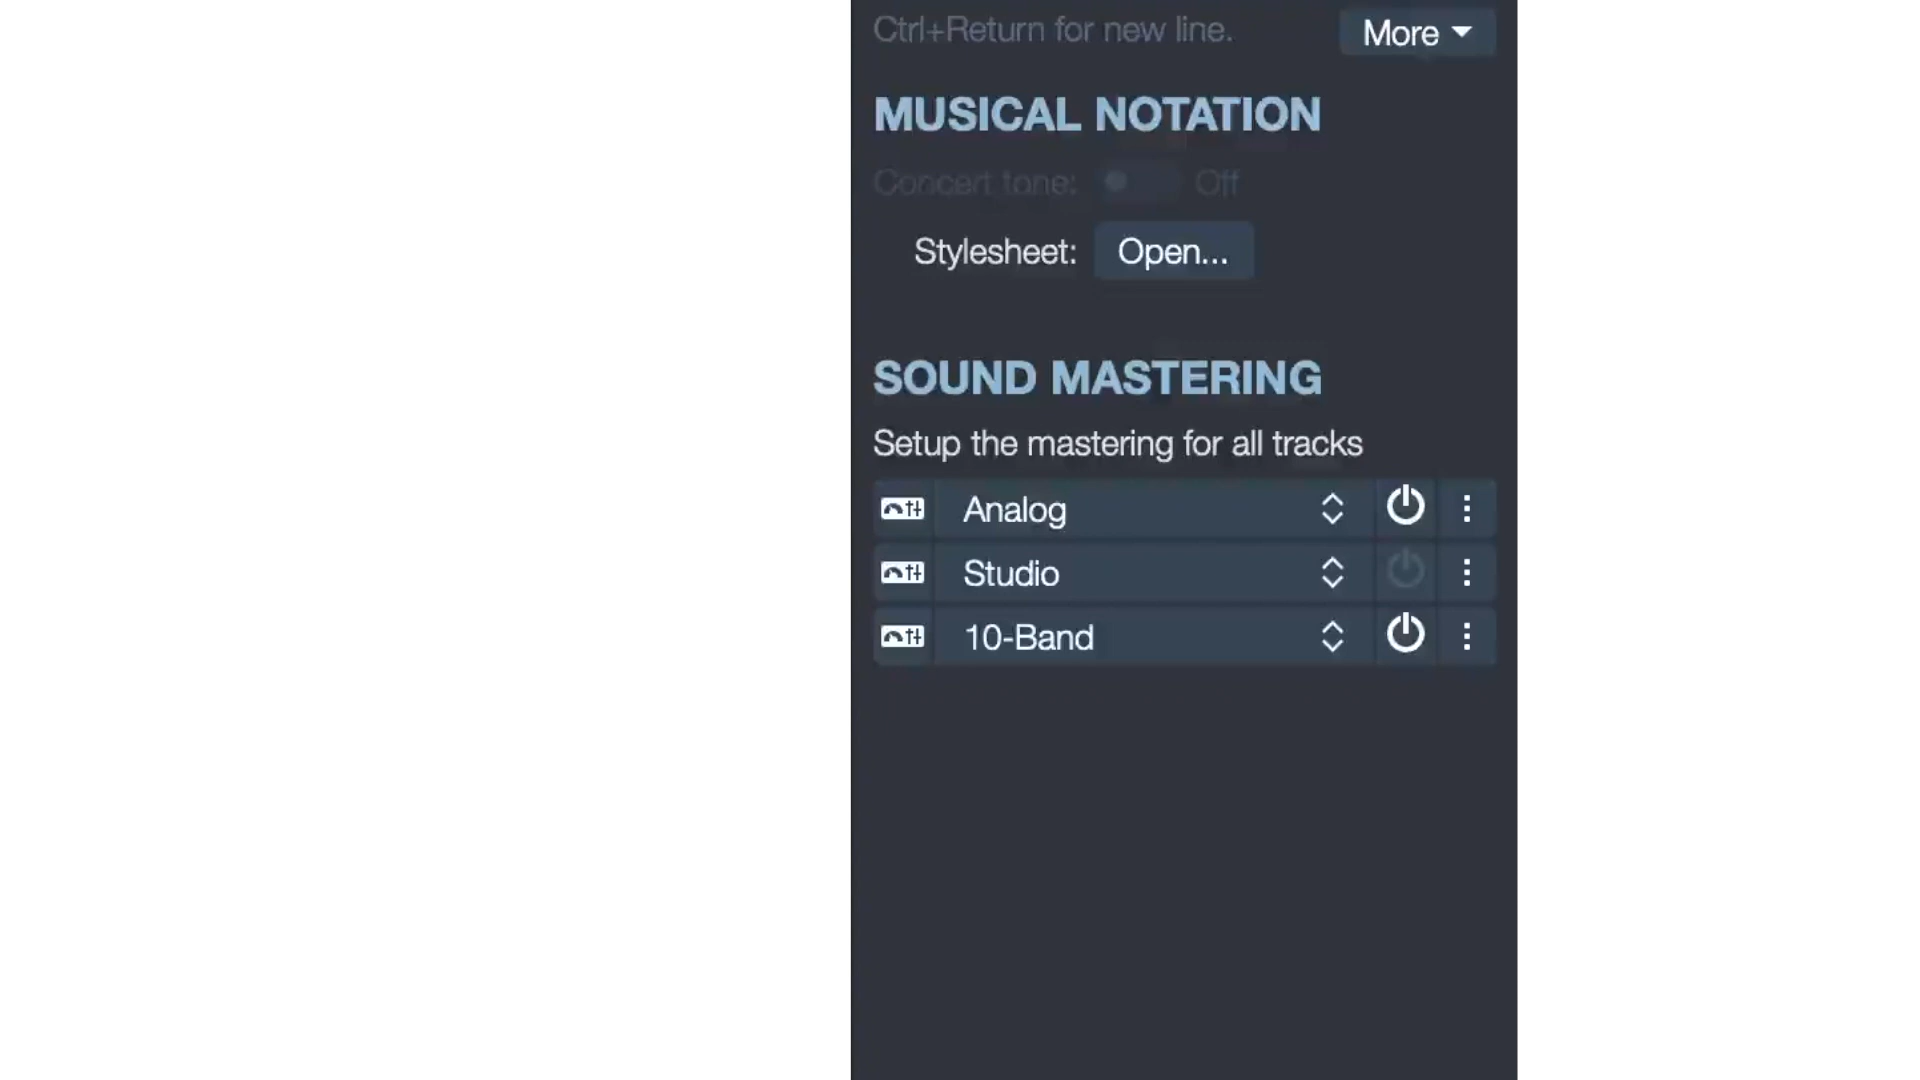 Ctrl+Return for new line.
More
MUSICAL NOTATION
Concert tone: Off
Stylesheet: Open...
SOUND MASTERING
Setup the mastering for all tracks
Analog
Studio
10-Band